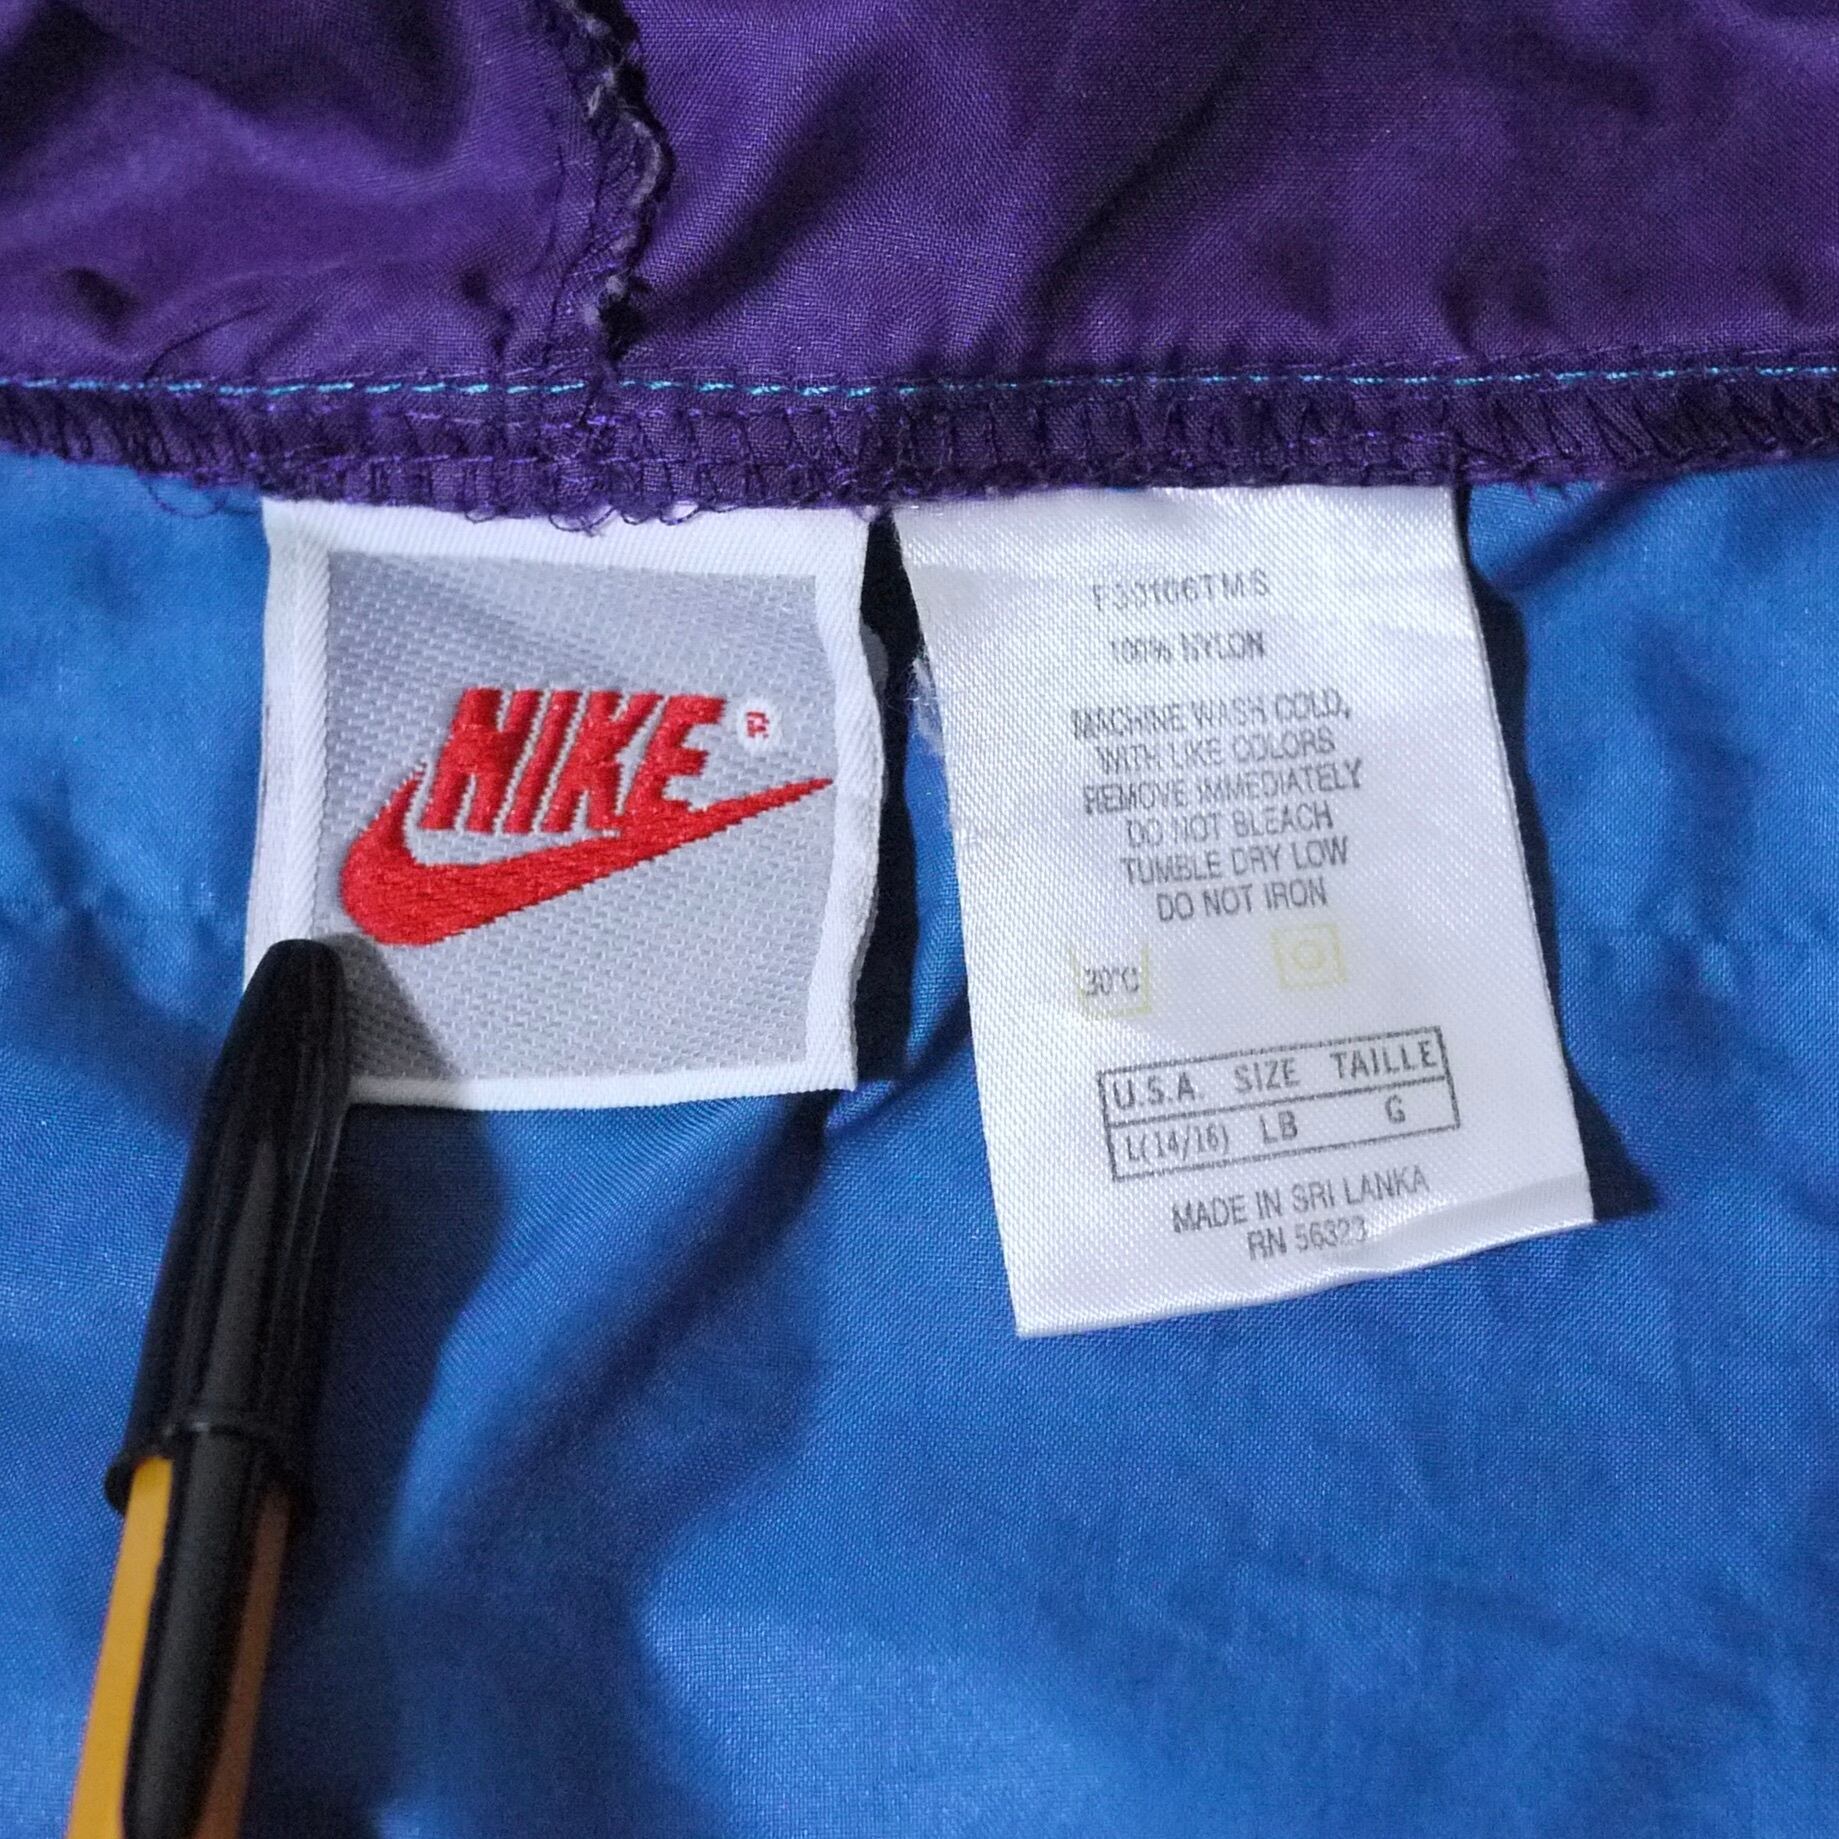 NIKE ®
100% NYLON
MACHINE WASH COLD,
WITH LIKE COLORS
REMOVE IMMEDIATELY
DO NOT BLEACH
TUMBLE DRY LOW
DO NOT IRON
30°C
U.S.A. SIZE TAILLE
L(14/16) LB G
MADE IN SRI LANKA
RN 56323